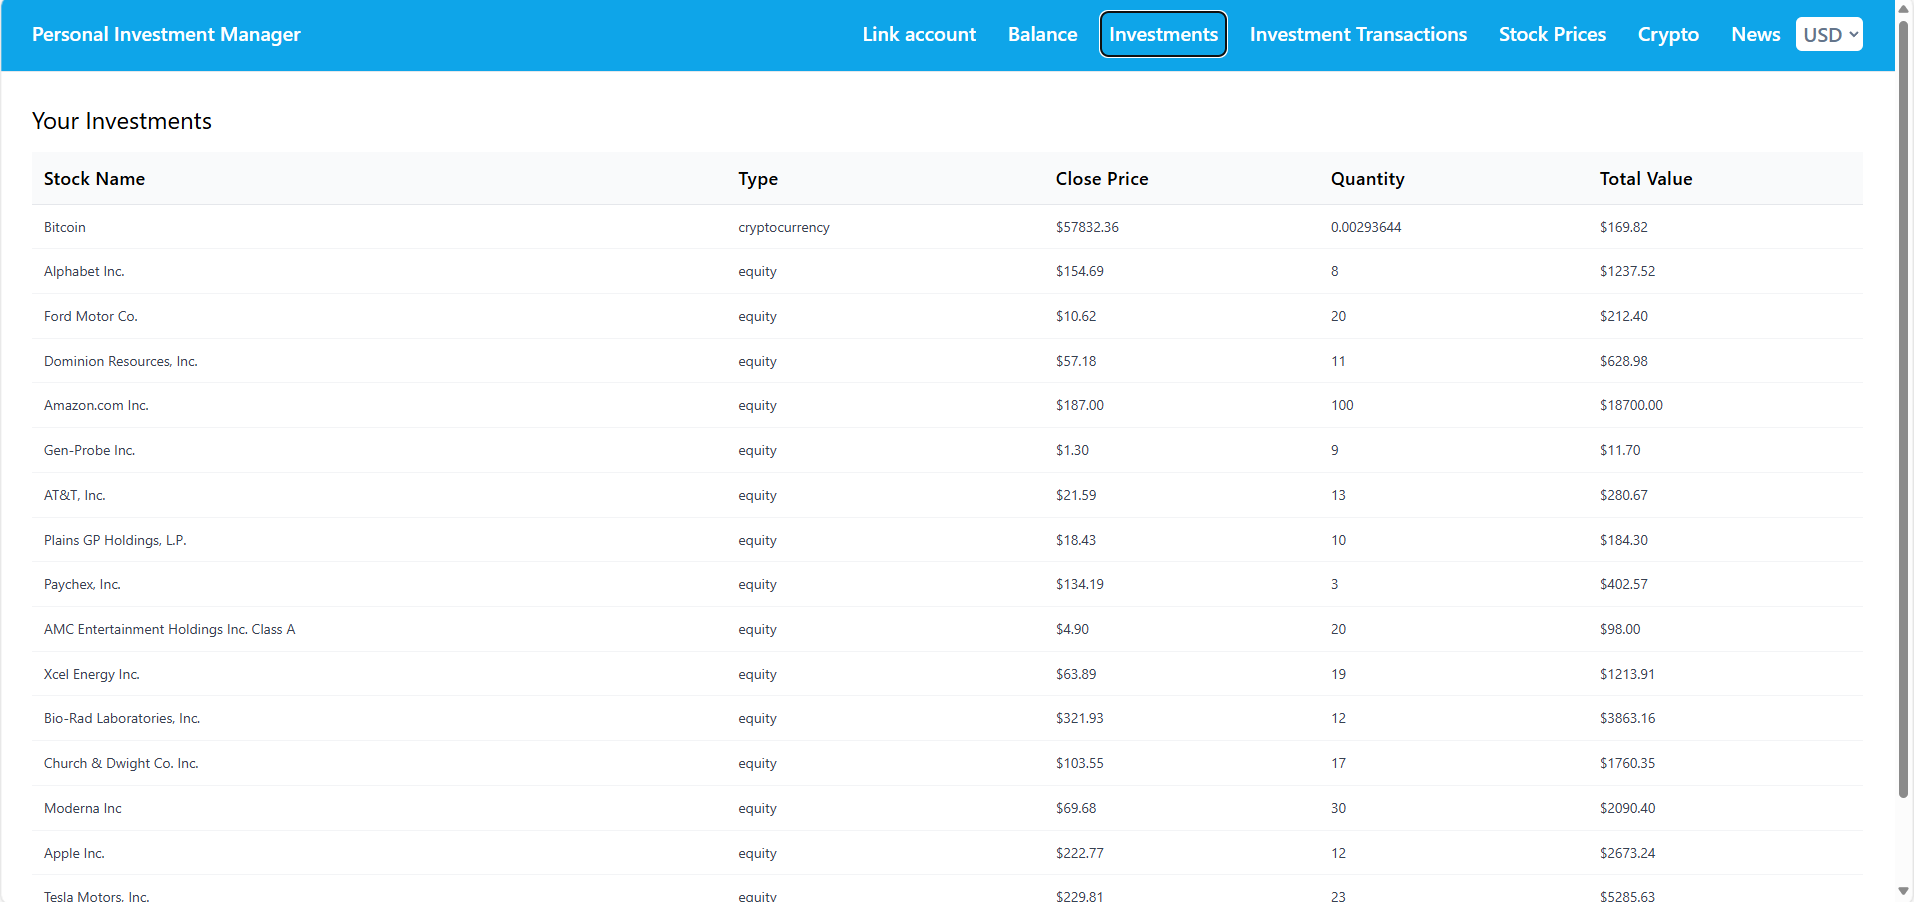 Personal Investment Manager Link account Balance Investments Investment Transactions Stock Prices Crypto News USD
Your Investments
Stock Name Type Close Price Quantity Total Value
Bitcoin cryptocurrency $57832.36 0.00293644 $169.82
Alphabet Inc. equity $154.69 8 $1237.52
Ford Motor Co. equity $10.62 20 $212.40
Dominion Resources, Inc. equity $57.18 11 $628.98
Amazon.com Inc. equity $187.00 100 $18700.00
Gen-Probe Inc. equity $1.30 9 $11.70
AT&T, Inc. equity $21.59 13 $280.67
Plains GP Holdings, L.P. equity $18.43 10 $184.30
Paychex, Inc. equity $134.19 3 $402.57
AMC Entertainment Holdings Inc. Class A equity $4.90 20 $98.00
Xcel Energy Inc. equity $63.89 19 $1213.91
Bio-Rad Laboratories, Inc. equity $321.93 12 $3863.16
Church & Dwight Co. Inc. equity $103.55 17 $1760.35
Moderna Inc equity $69.68 30 $2090.40
Apple Inc. equity $222.77 12 $2673.24
Tesla Motors, Inc. equity $229.81 23 $5285.63